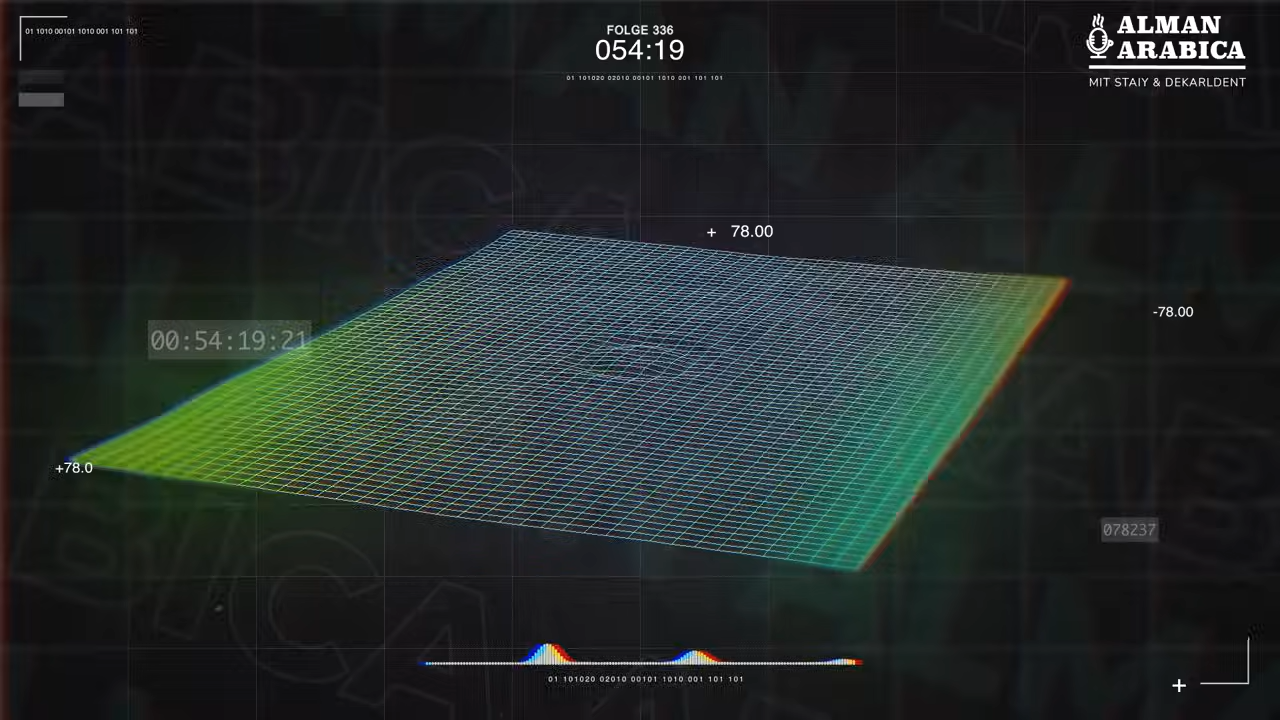 01 1010 00101 1010 001 101 101
FOLGE 336
054:19
01 101020 02010 00101 1010 001 101 101
ALMAN
ARABICA
MIT STAIY & DEKARLDENT
+ 78.00
-78.00
00:54:19:21
+78.0
078237
01 101020 02010 00101 1010 001 101 101